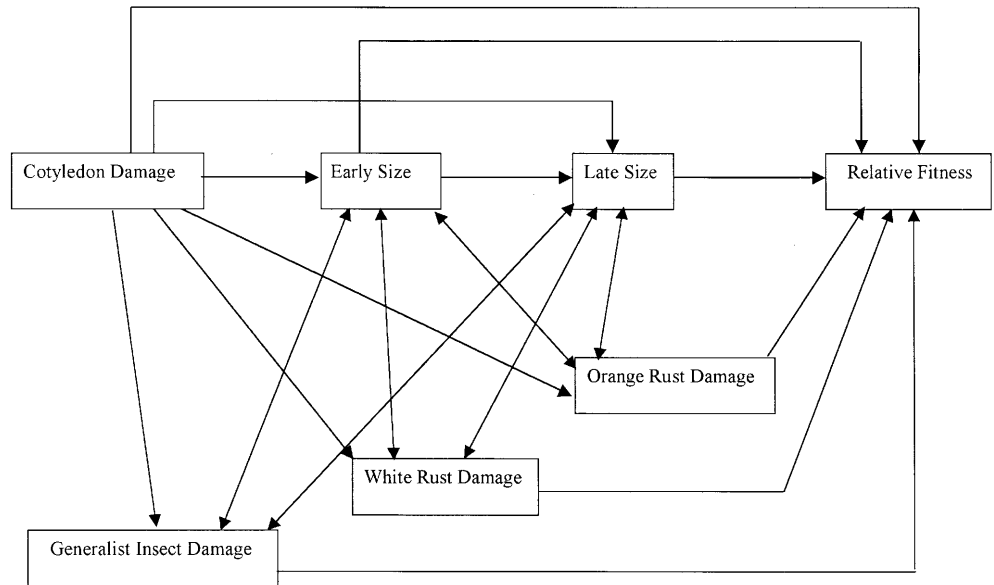 Cotyledon Damage
Early Size
Late Size
Relative Fitness
Orange Rust Damage
White Rust Damage
Generalist Insect Damage